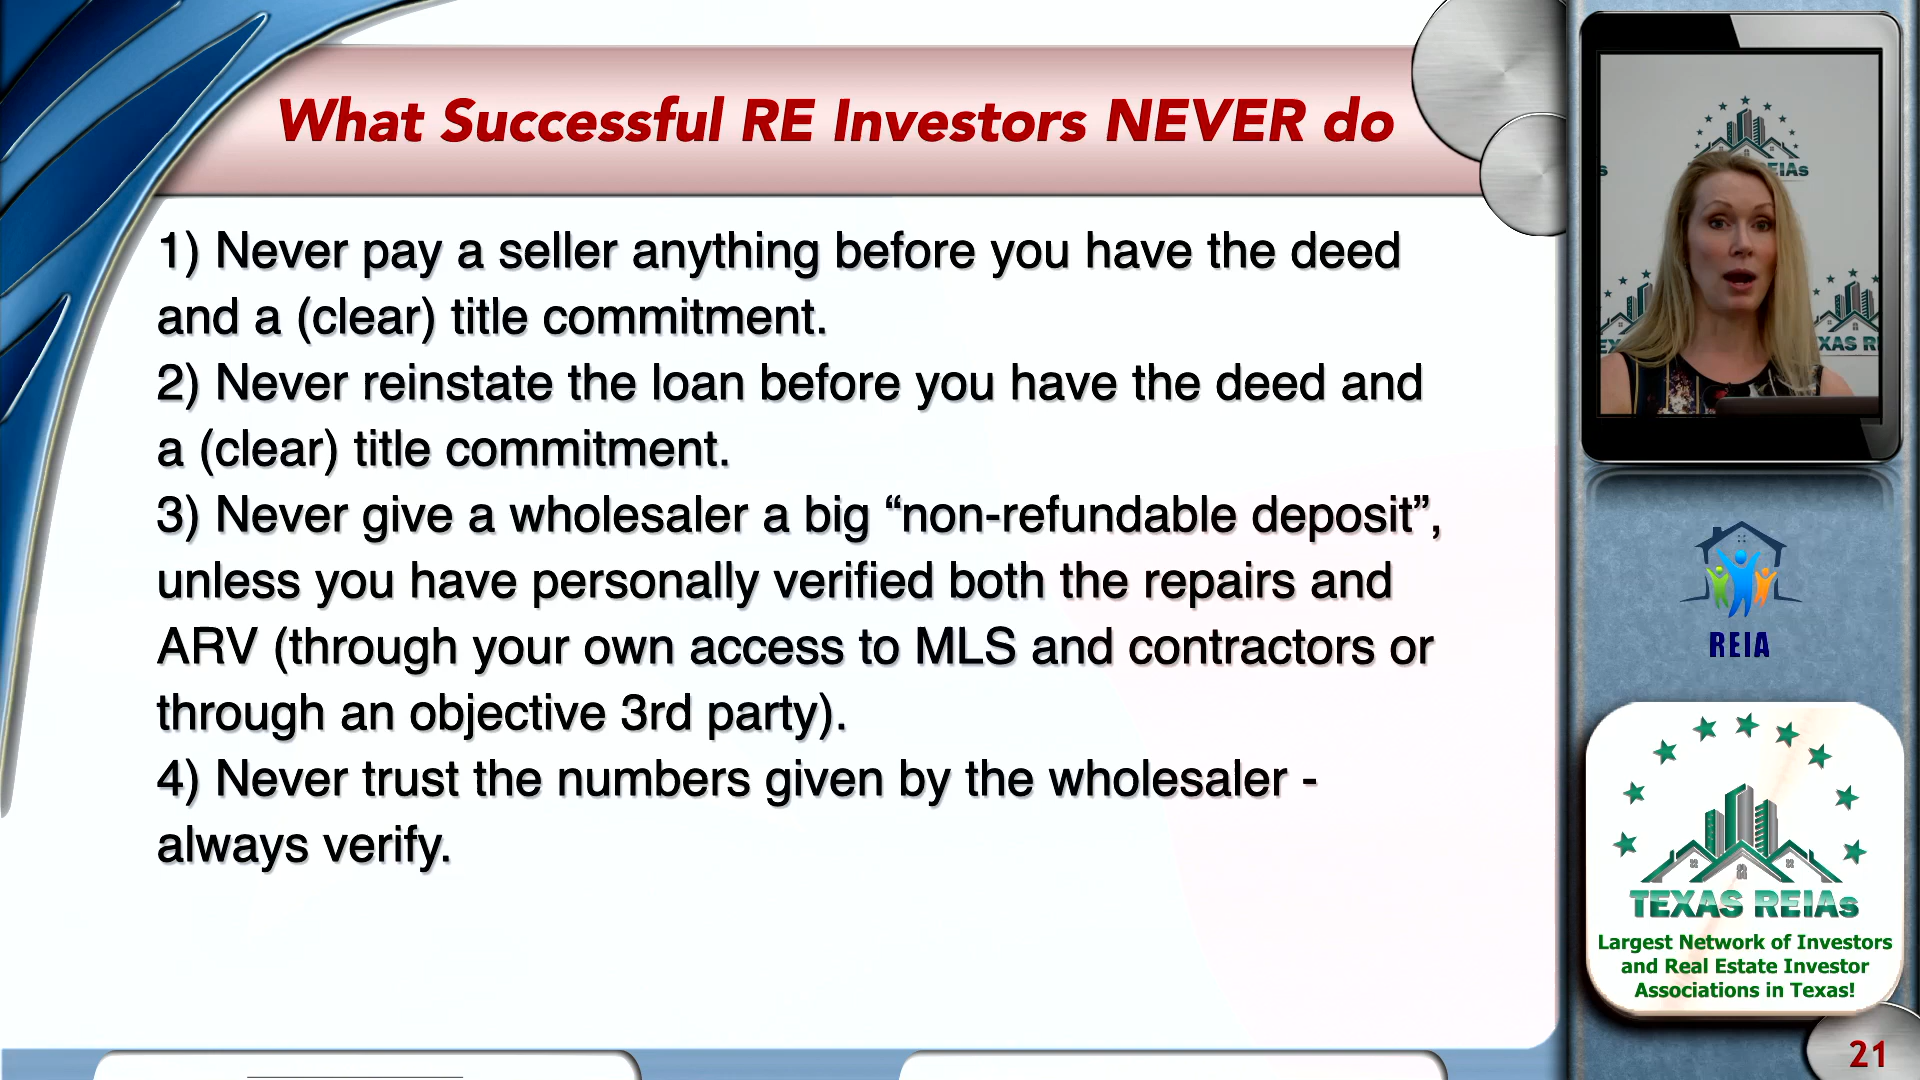 What Successful RE Investors NEVER do
1) Never pay a seller anything before you have the deed
and a (clear) title commitment.
2) Never reinstate the loan before you have the deed and
a (clear) title commitment.
3) Never give a wholesaler a big “non-refundable deposit”,
unless you have personally verified both the repairs and
ARV (through your own access to MLS and contractors or
through an objective 3rd party).
4) Never trust the numbers given by the wholesaler -
always verify.
EIAs
XAS R
REIA
TEXAS REIAs
Largest Network of Investors
and Real Estate Investor
Associations in Texas!
21